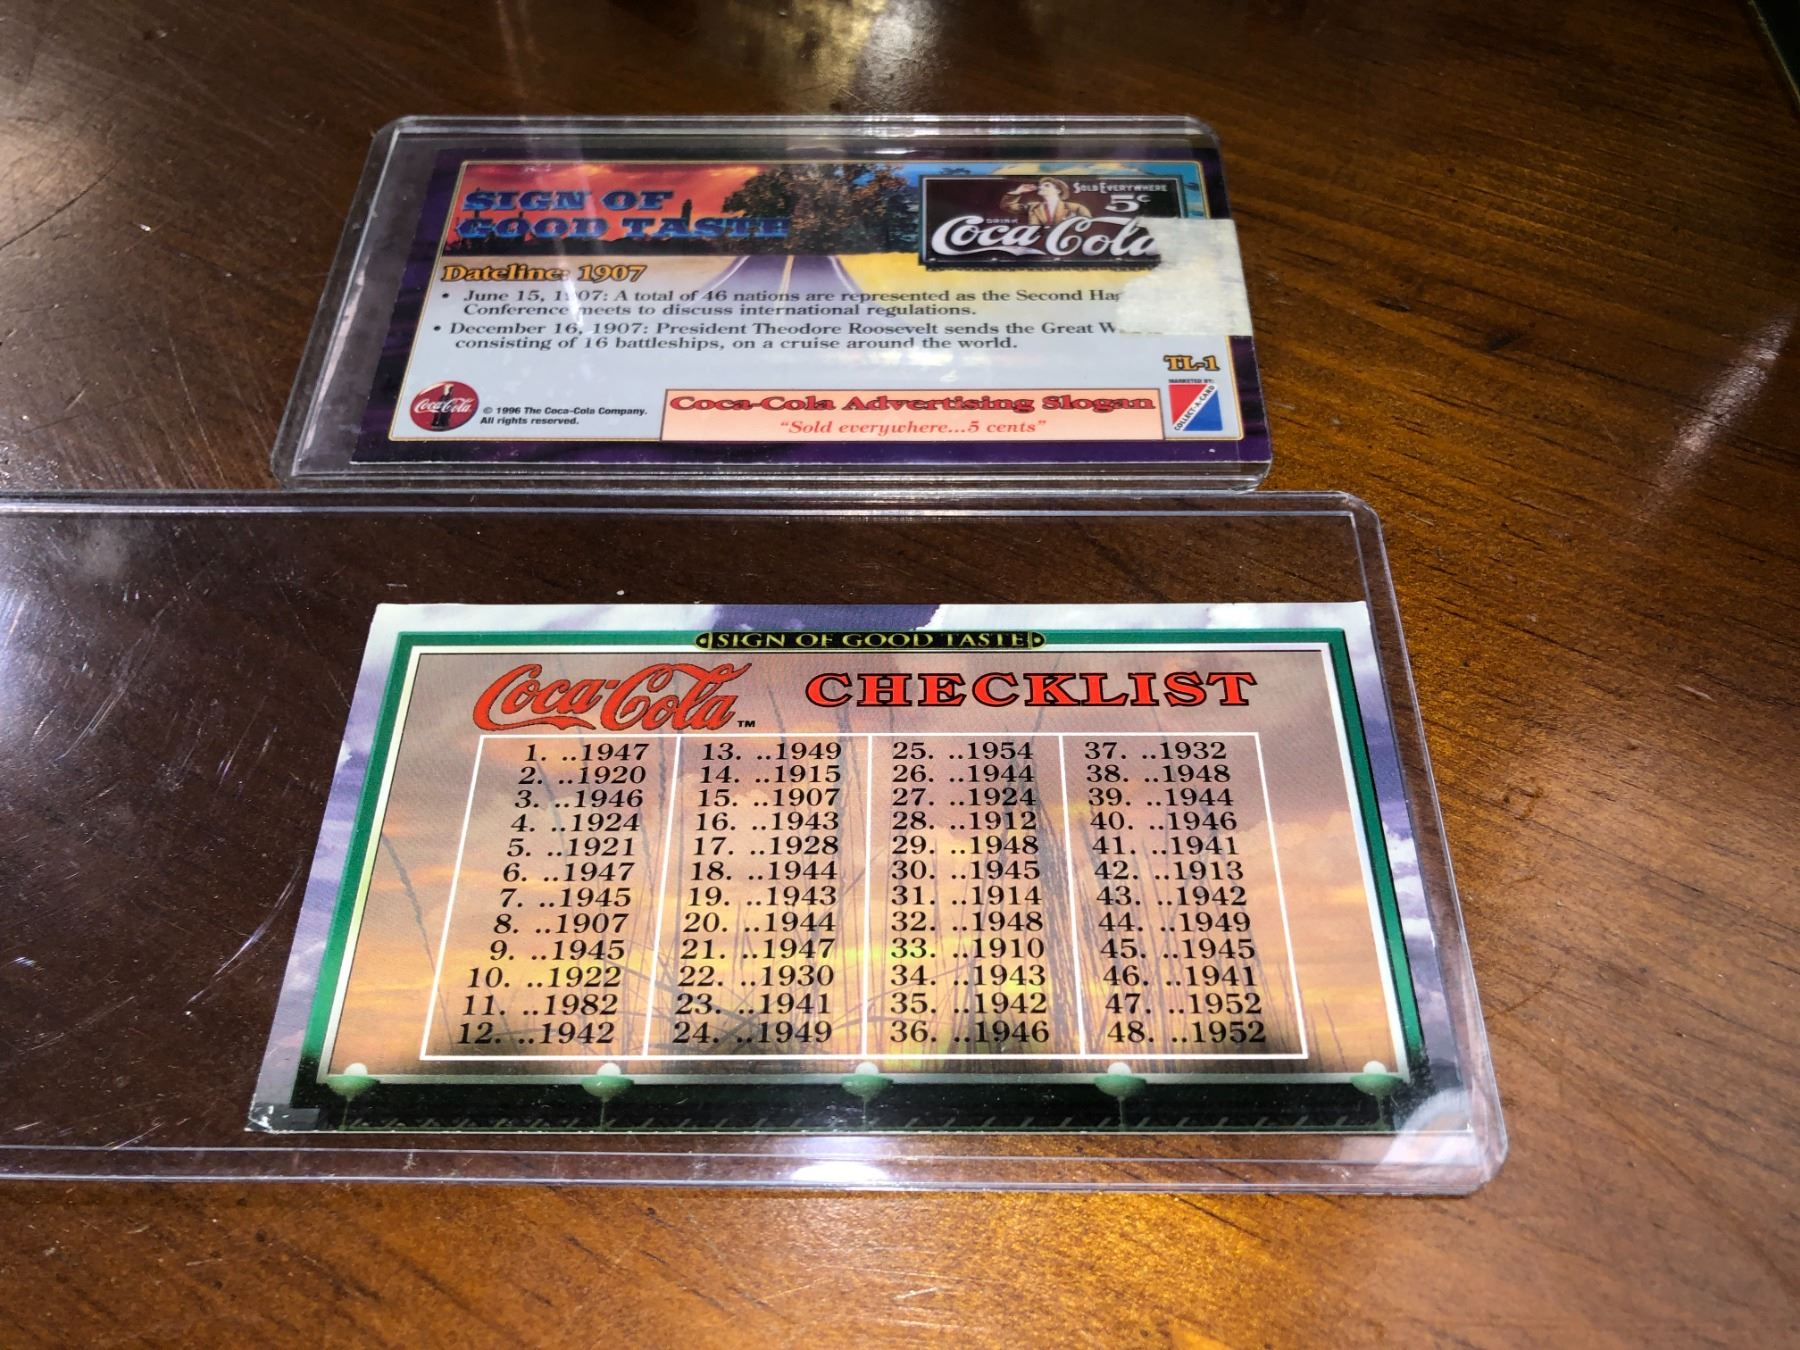 SIGN OF
GOOD TASTE
SOLD EVERYWHERE
5¢
DRINK
Coca-Cola
Dateline: 1907
• June 15, 1907: A total of 46 nations are represented as the Second
Conference meets to discuss international regulations.
• December 16, 1907: President Theodore Roosevelt sends the Great
consisting of 16 battleships, on a cruise around the world.
TL-1
MARKETED BY:
COLLECT-A-CARD
Coca-Cola
© 1996 The Coca-Cola Company.
All rights reserved.
Coca-Cola Advertising Slogan
"Sold everywhere...5 cents"
SIGN OF GOOD TASTE
Coca-Cola™ CHECKLIST
1. ..1947 13. ..1949 25. ..1954 37. ..1932
2. ..1920 14. ..1915 26. ..1944 38. ..1948
3. ..1946 15. ..1907 27. ..1924 39. ..1944
4. ..1924 16. ..1943 28. ..1912 40. ..1946
5. ..1921 17. ..1928 29. ..1948 41. ..1941
6. ..1947 18. ..1944 30. ..1945 42. ..1913
7. ..1945 19. ..1943 31. ..1914 43. ..1942
8. ..1907 20. ..1944 32. ..1948 44. ..1949
9. ..1945 21. ..1947 33. ..1910 45. ..1945
10. ..1922 22. ..1930 34. ..1943 46. ..1941
11. ..1982 23. ..1941 35. ..1942 47. ..1952
12. ..1942 24. ..1949 36. ..1946 48. ..1952